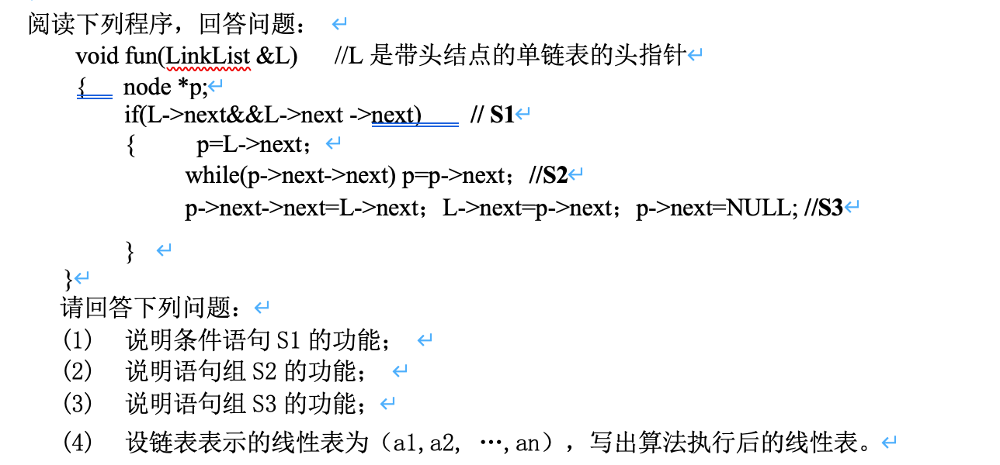 阅读下列程序，回答问题：
void fun(LinkList &L) //L 是带头结点的单链表的头指针
{ node *p;
if(L->next&&L->next ->next) // S1
{ p=L->next；
while(p->next->next) p=p->next； //S2
p->next->next=L->next；L->next=p->next；p->next=NULL; //S3
}
}
请回答下列问题：
(1) 说明条件语句 S1 的功能；
(2) 说明语句组 S2 的功能；
(3) 说明语句组 S3 的功能；
(4) 设链表表示的线性表为（a1,a2, …,an），写出算法执行后的线性表。